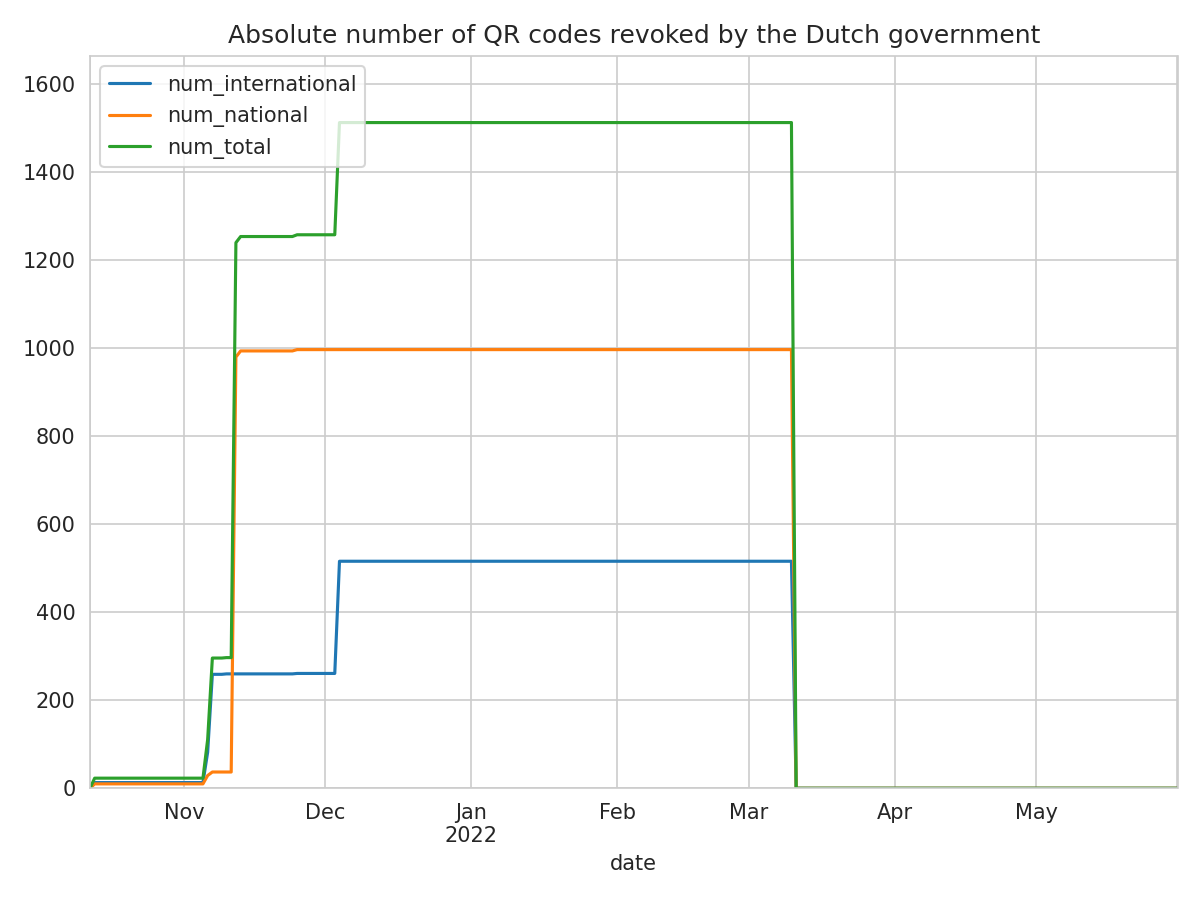 Absolute number of QR codes revoked by the Dutch government
num_international
num_national
num_total
1600
1400
1200
1000
800
600
400
200
0
Nov Dec Jan Feb Mar Apr May
2022
date